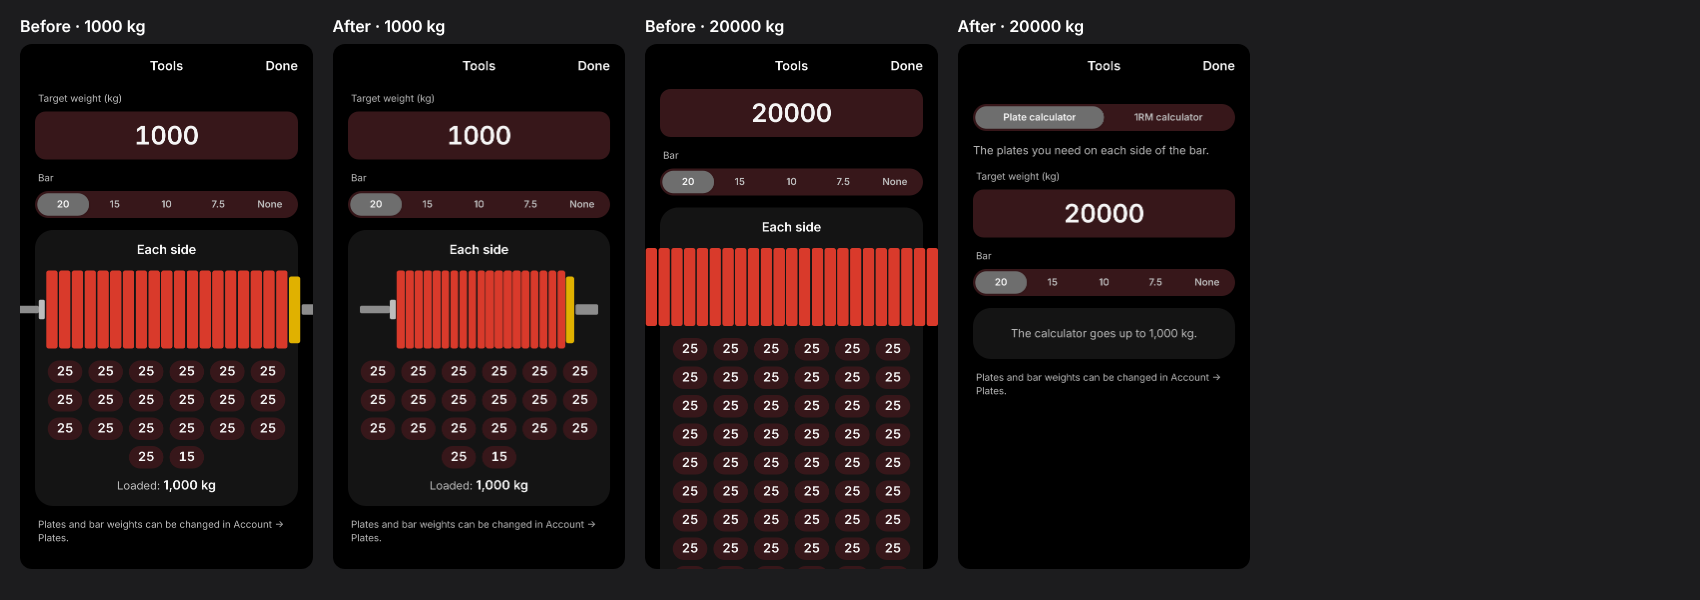 Before · 1000 kg
Tools Done
Target weight (kg)
1000
Bar
20 15 10 7.5 None
Each side
25 25 25 25 25 25
25 25 25 25 25 25
25 25 25 25 25 25
25 15
Loaded: 1,000 kg
Plates and bar weights can be changed in Account →
Plates.
After · 1000 kg
Tools Done
Target weight (kg)
1000
Bar
20 15 10 7.5 None
Each side
25 25 25 25 25 25
25 25 25 25 25 25
25 25 25 25 25 25
25 15
Loaded: 1,000 kg
Plates and bar weights can be changed in Account →
Plates.
Before · 20000 kg
Tools Done
20000
Bar
20 15 10 7.5 None
Each side
25 25 25 25 25 25
25 25 25 25 25 25
25 25 25 25 25 25
25 25 25 25 25 25
25 25 25 25 25 25
25 25 25 25 25 25
25 25 25 25 25 25
25 25 25 25 25 25
After · 20000 kg
Tools Done
Plate calculator 1RM calculator
The plates you need on each side of the bar.
Target weight (kg)
20000
Bar
20 15 10 7.5 None
The calculator goes up to 1,000 kg.
Plates and bar weights can be changed in Account →
Plates.